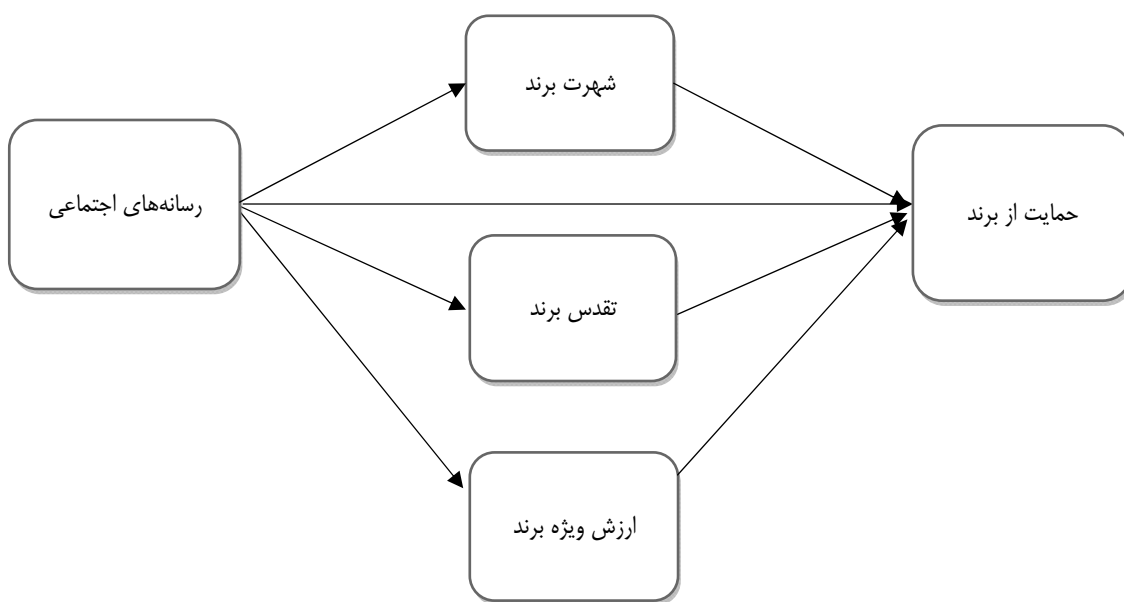 شهرت برند
رسانه‌های اجتماعی
حمایت از برند
تقدس برند
ارزش ویژه برند